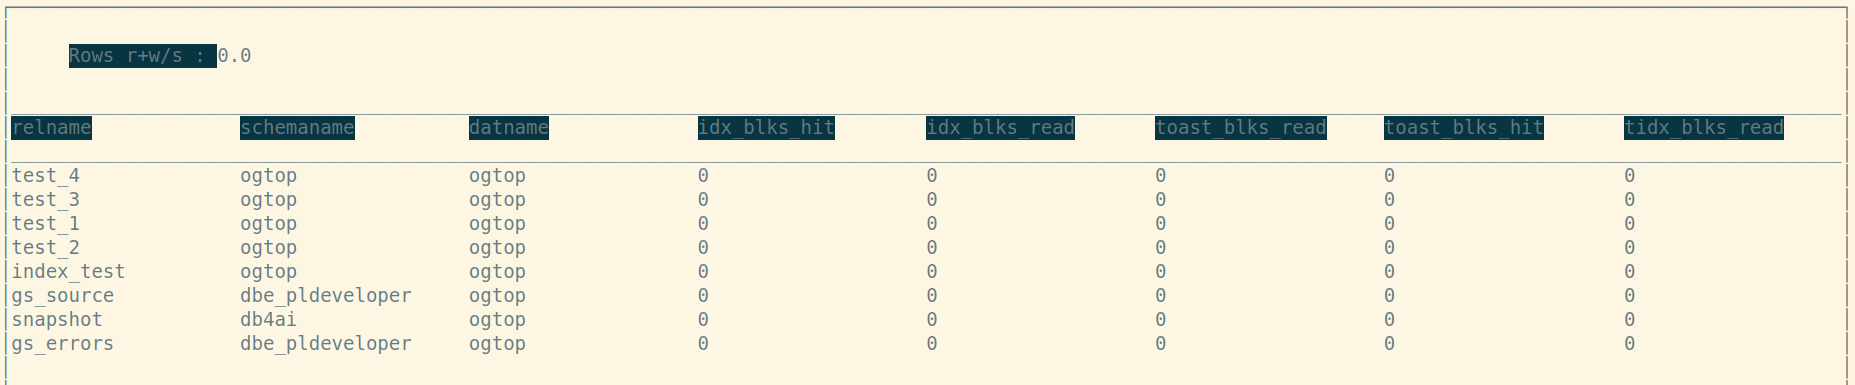 Rows r+w/s : 0.0
relname schemaname datname idx_blks_hit idx_blks_read toast_blks_read toast_blks_hit tidx_blks_read
test_4 ogtop ogtop 0 0 0 0 0
test_3 ogtop ogtop 0 0 0 0 0
test_1 ogtop ogtop 0 0 0 0 0
test_2 ogtop ogtop 0 0 0 0 0
index_test ogtop ogtop 0 0 0 0 0
gs_source dbe_pldeveloper ogtop 0 0 0 0 0
snapshot db4ai ogtop 0 0 0 0 0
gs_errors dbe_pldeveloper ogtop 0 0 0 0 0